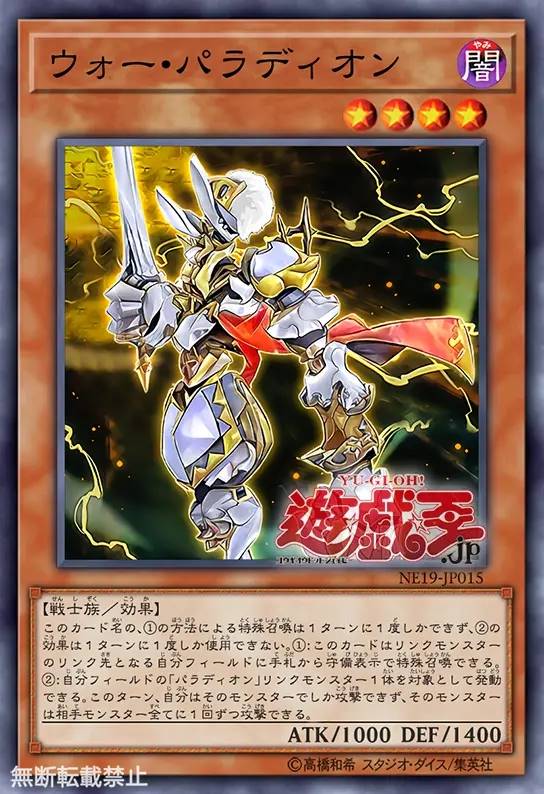 ウォー・パラディオン
やみ
闇
YU-GI-OH!
遊戯王
.jp
NE19-JP015
【戦士族／効果】
このカード名の、①の方法による特殊召喚は１ターンに１度しかできず、②の
効果は１ターンに１度しか使用できない。①：このカードはリンクモンスター
のリンク先となる自分フィールドに手札から守備表示で特殊召喚できる。
②：自分フィールドの「パラディオン」リンクモンスター１体を対象として発動
できる。このターン、自分はそのモンスターでしか攻撃できず、そのモンスター
は相手モンスター全てに１回ずつ攻撃できる。
ATK/1000 DEF/1400
無断転載禁止
©高橋和希 スタジオ・ダイス/集英社